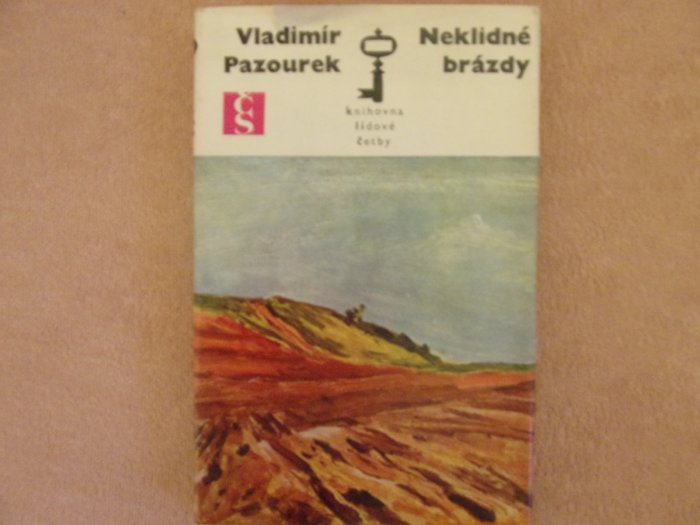 Vladimír
Pazourek
Neklidné
brázdy
ČS
knihovna
lidové
četby